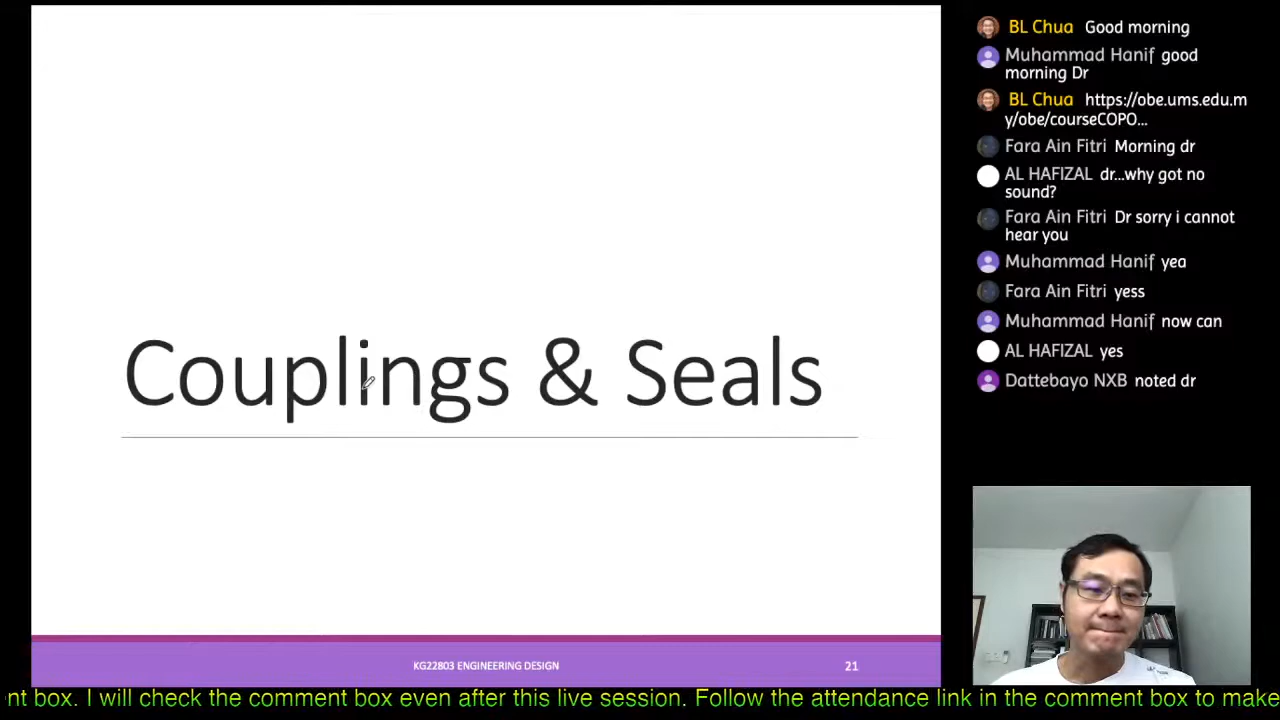 Couplings & Seals
KG22803 ENGINEERING DESIGN
21
BL Chua Good morning
Muhammad Hanif good
morning Dr
BL Chua https://obe.ums.edu.m
y/obe/courseCOPO...
Fara Ain Fitri Morning dr
AL HAFIZAL dr...why got no
sound?
Fara Ain Fitri Dr sorry i cannot
hear you
Muhammad Hanif yea
Fara Ain Fitri yess
Muhammad Hanif now can
AL HAFIZAL yes
Dattebayo NXB noted dr
nt box. I will check the comment box even after this live session. Follow the attendance link in the comment box to make